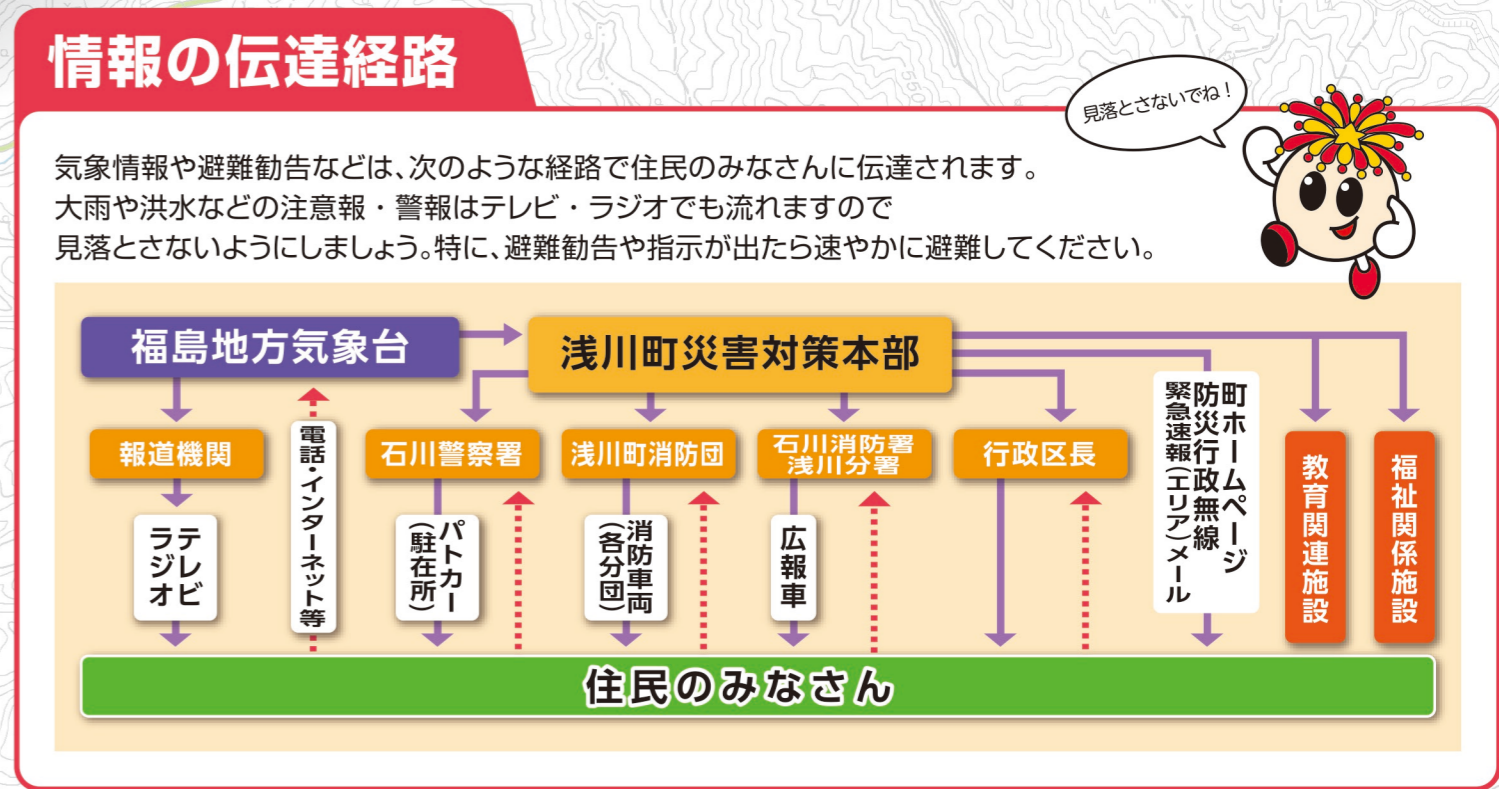 情報の伝達経路
見落とさないでね！
気象情報や避難勧告などは、次のような経路で住民のみなさんに伝達されます。
大雨や洪水などの注意報・警報はテレビ・ラジオでも流れますので
見落とさないようにしましょう。特に、避難勧告や指示が出たら速やかに避難してください。
福島地方気象台
浅川町災害対策本部
報道機関
電話・インターネット等
石川警察署
浅川町消防団
石川消防署
浅川分署
行政区長
町ホームページ
防災行政無線
緊急速報(エリア)メール
教育関連施設
福祉関係施設
テレビ
ラジオ
パトカー
(駐在所)
消防車両
(各分団)
広報車
住民のみなさん
550